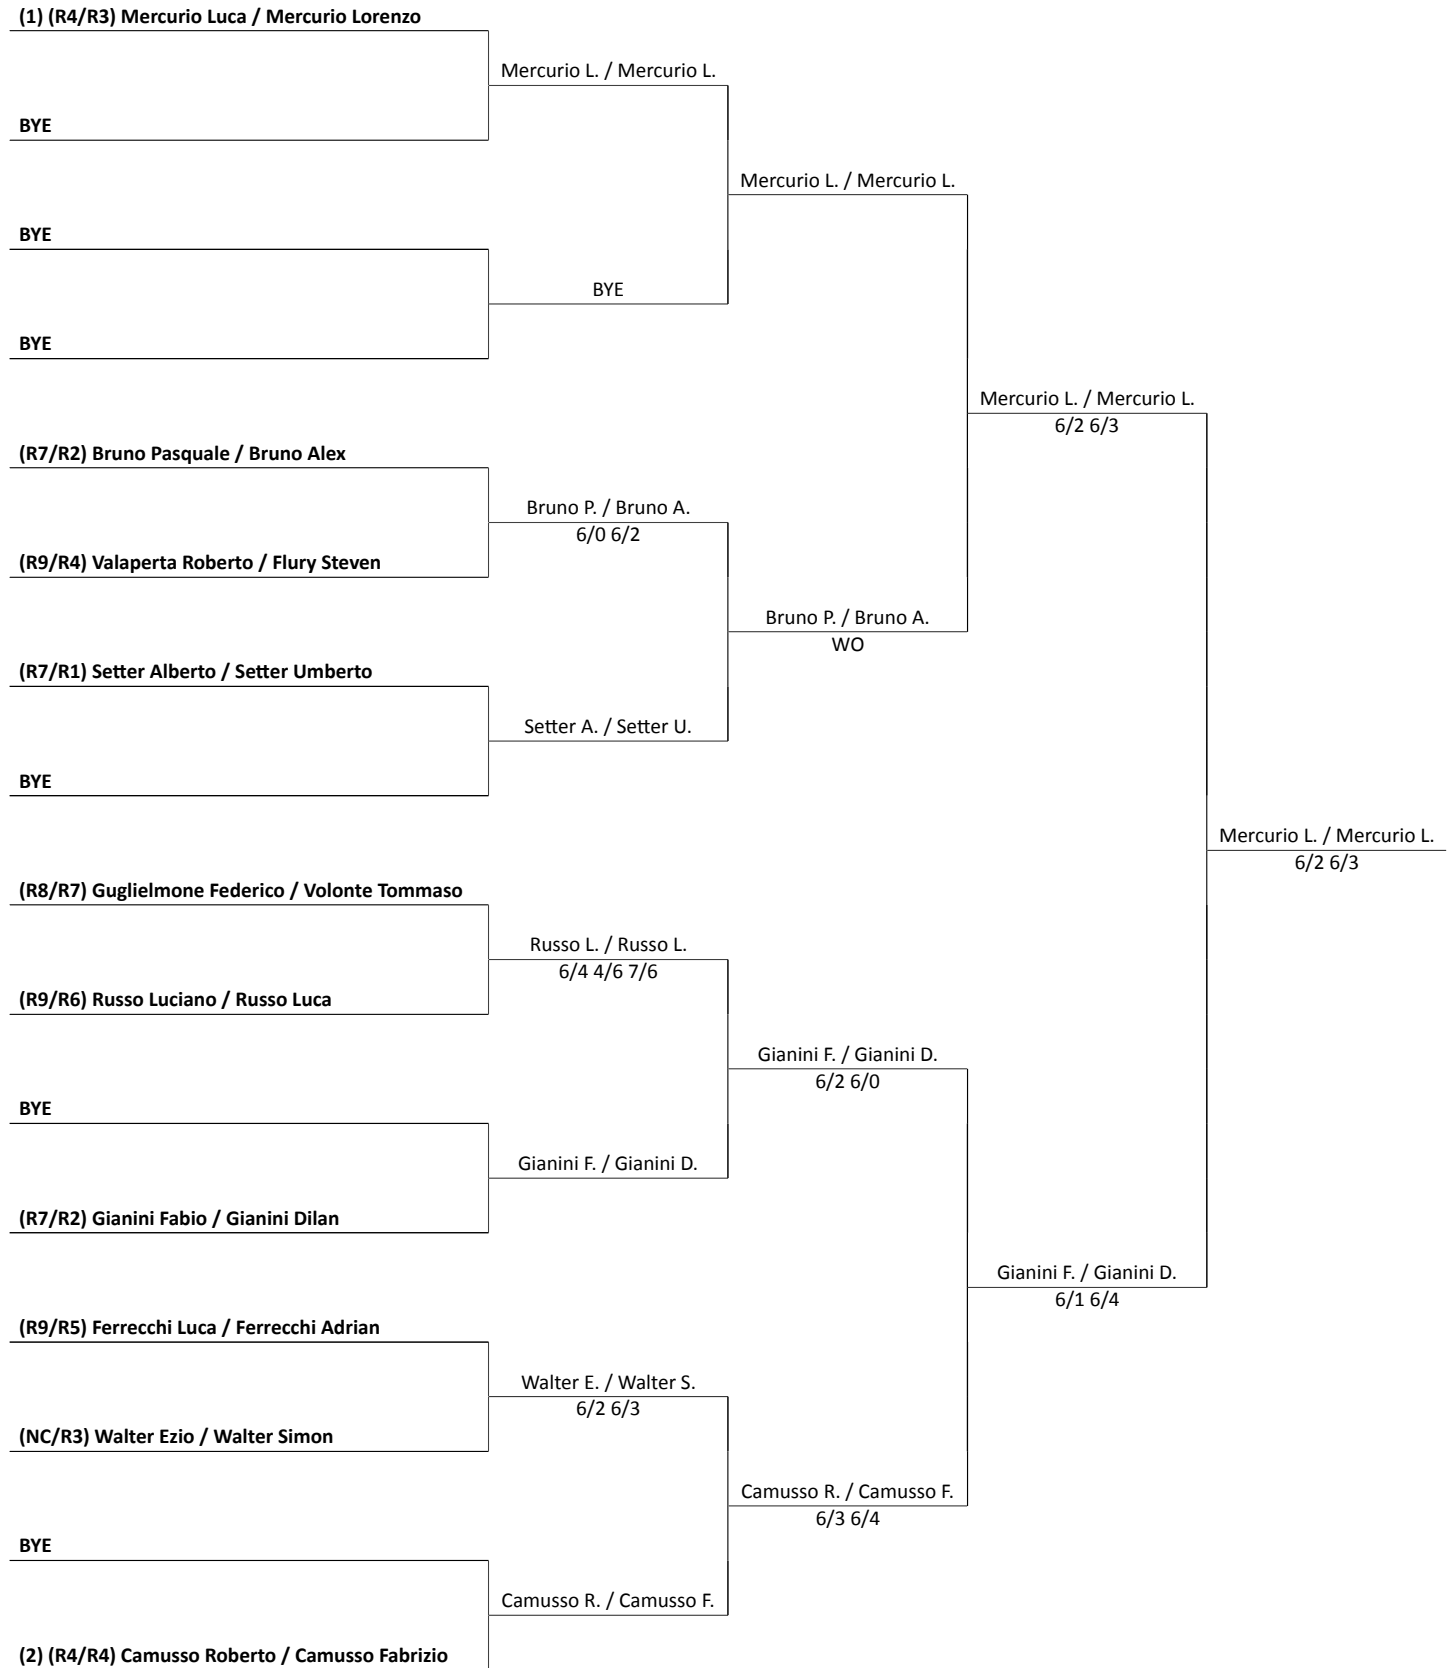 (1) (R4/R3) Mercurio Luca / Mercurio Lorenzo
Mercurio L. / Mercurio L.
BYE
Mercurio L. / Mercurio L.
BYE
BYE
BYE
Mercurio L. / Mercurio L.
6/2 6/3
(R7/R2) Bruno Pasquale / Bruno Alex
Bruno P. / Bruno A.
6/0 6/2
(R9/R4) Valaperta Roberto / Flury Steven
Bruno P. / Bruno A.
WO
(R7/R1) Setter Alberto / Setter Umberto
Setter A. / Setter U.
BYE
Mercurio L. / Mercurio L.
6/2 6/3
(R8/R7) Guglielmone Federico / Volonte Tommaso
Russo L. / Russo L.
6/4 4/6 7/6
(R9/R6) Russo Luciano / Russo Luca
Gianini F. / Gianini D.
6/2 6/0
BYE
Gianini F. / Gianini D.
(R7/R2) Gianini Fabio / Gianini Dilan
Gianini F. / Gianini D.
6/1 6/4
(R9/R5) Ferrecchi Luca / Ferrecchi Adrian
Walter E. / Walter S.
6/2 6/3
(NC/R3) Walter Ezio / Walter Simon
Camusso R. / Camusso F.
6/3 6/4
BYE
Camusso R. / Camusso F.
(2) (R4/R4) Camusso Roberto / Camusso Fabrizio